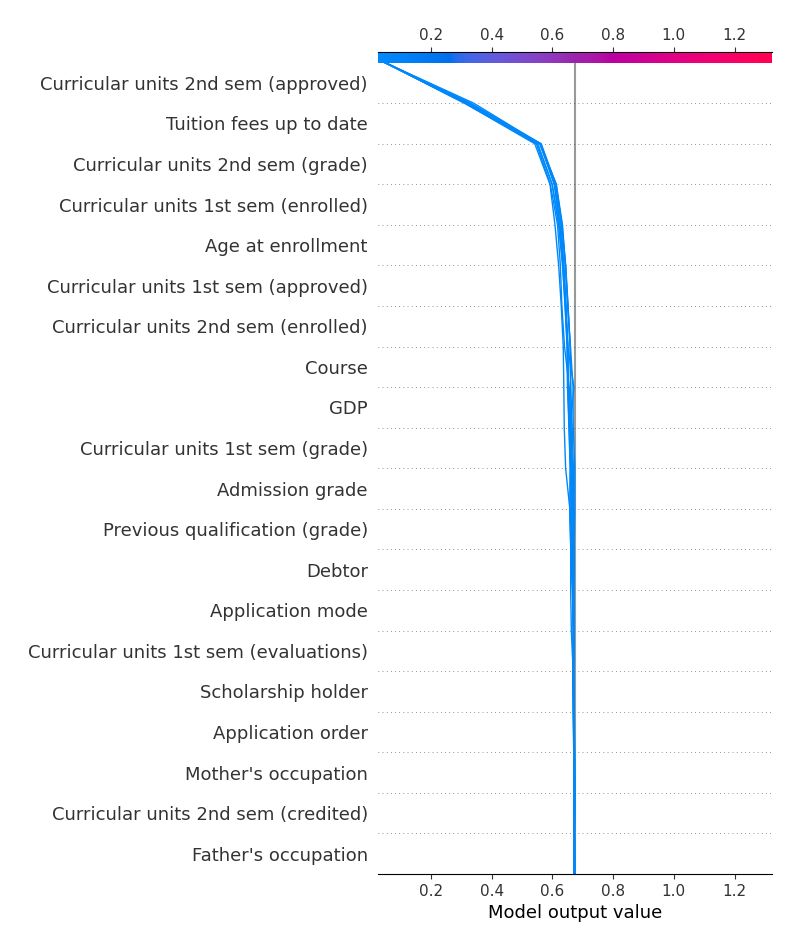 0.2 0.4 0.6 0.8 1.0 1.2
Curricular units 2nd sem (approved)
Tuition fees up to date
Curricular units 2nd sem (grade)
Curricular units 1st sem (enrolled)
Age at enrollment
Curricular units 1st sem (approved)
Curricular units 2nd sem (enrolled)
Course
GDP
Curricular units 1st sem (grade)
Admission grade
Previous qualification (grade)
Debtor
Application mode
Curricular units 1st sem (evaluations)
Scholarship holder
Application order
Mother's occupation
Curricular units 2nd sem (credited)
Father's occupation
0.2 0.4 0.6 0.8 1.0 1.2
Model output value